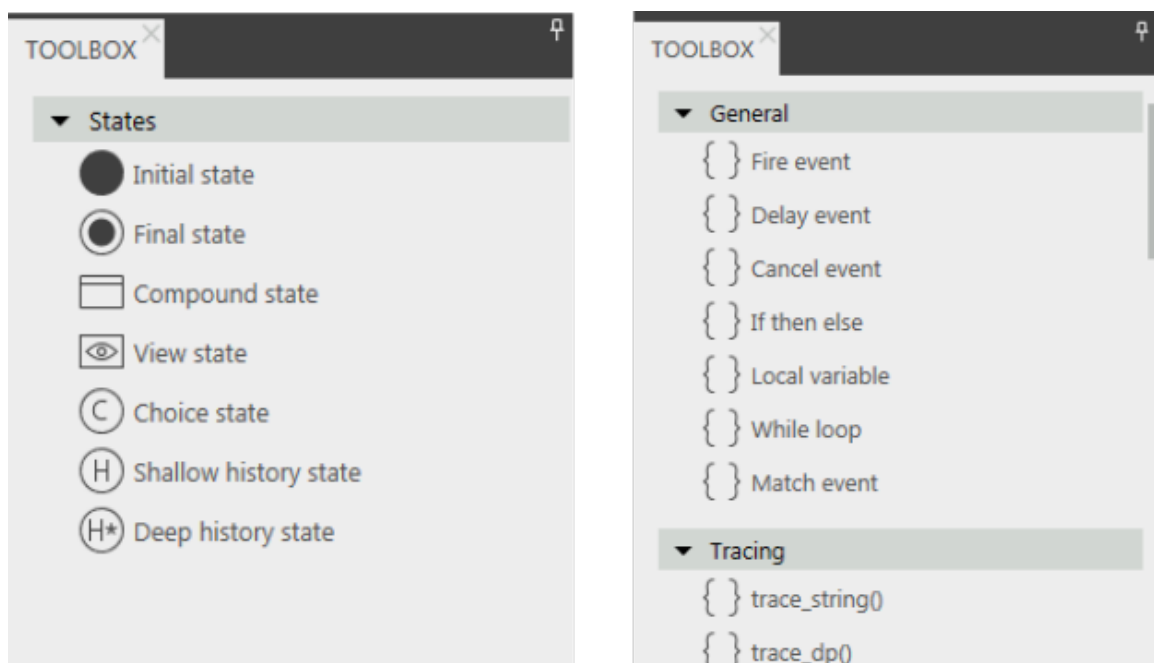 TOOLBOX
States
Initial state
Final state
Compound state
View state
C Choice state
H Shallow history state
H* Deep history state
TOOLBOX
General
{ } Fire event
{ } Delay event
{ } Cancel event
{ } If then else
{ } Local variable
{ } While loop
{ } Match event
Tracing
{ } trace_string()
{ } trace_dp()